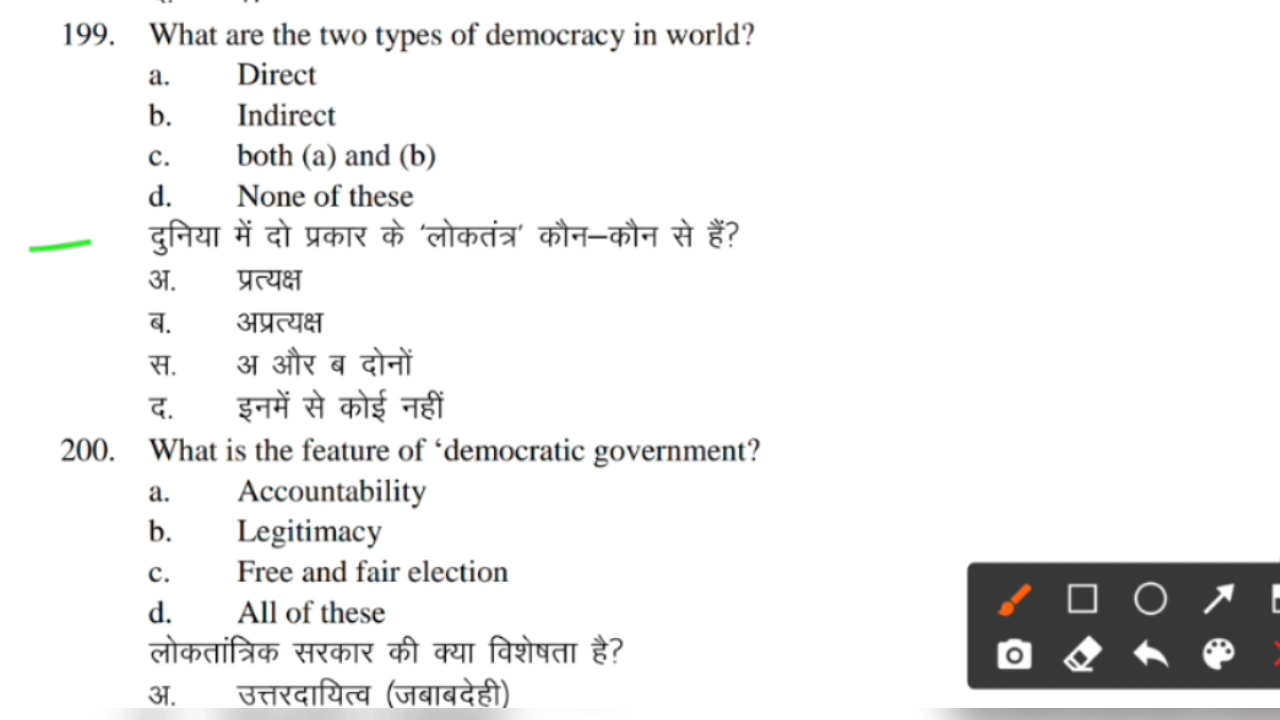 199. What are the two types of democracy in world?
a. Direct
b. Indirect
c. both (a) and (b)
d. None of these
दुनिया में दो प्रकार के 'लोकतंत्र' कौन–कौन से हैं?
अ. प्रत्यक्ष
ब. अप्रत्यक्ष
स. अ और ब दोनों
द. इनमें से कोई नहीं
200. What is the feature of ‘democratic government?
a. Accountability
b. Legitimacy
c. Free and fair election
d. All of these
लोकतांत्रिक सरकार की क्या विशेषता है?
अ. उत्तरदायित्व (जबाबदेही)